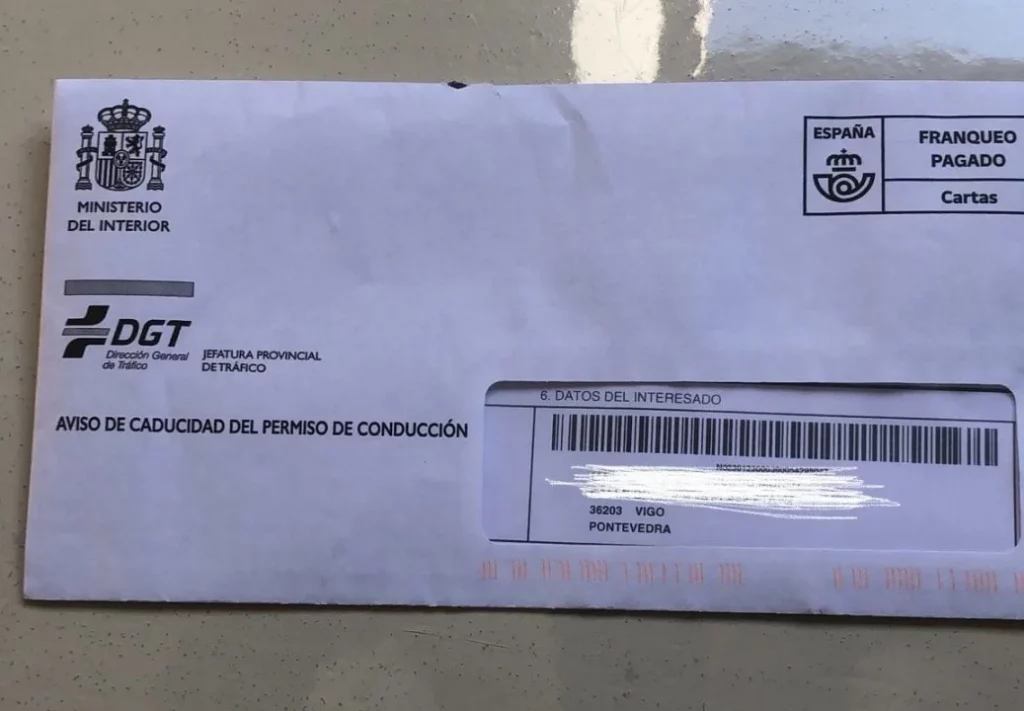 MINISTERIO
DEL INTERIOR
ESPAÑA
FRANQUEO
PAGADO
Cartas
DGT
Dirección General
de Tráfico
JEFATURA PROVINCIAL
DE TRÁFICO
AVISO DE CADUCIDAD DEL PERMISO DE CONDUCCIÓN
6. DATOS DEL INTERESADO
36203 VIGO
PONTEVEDRA